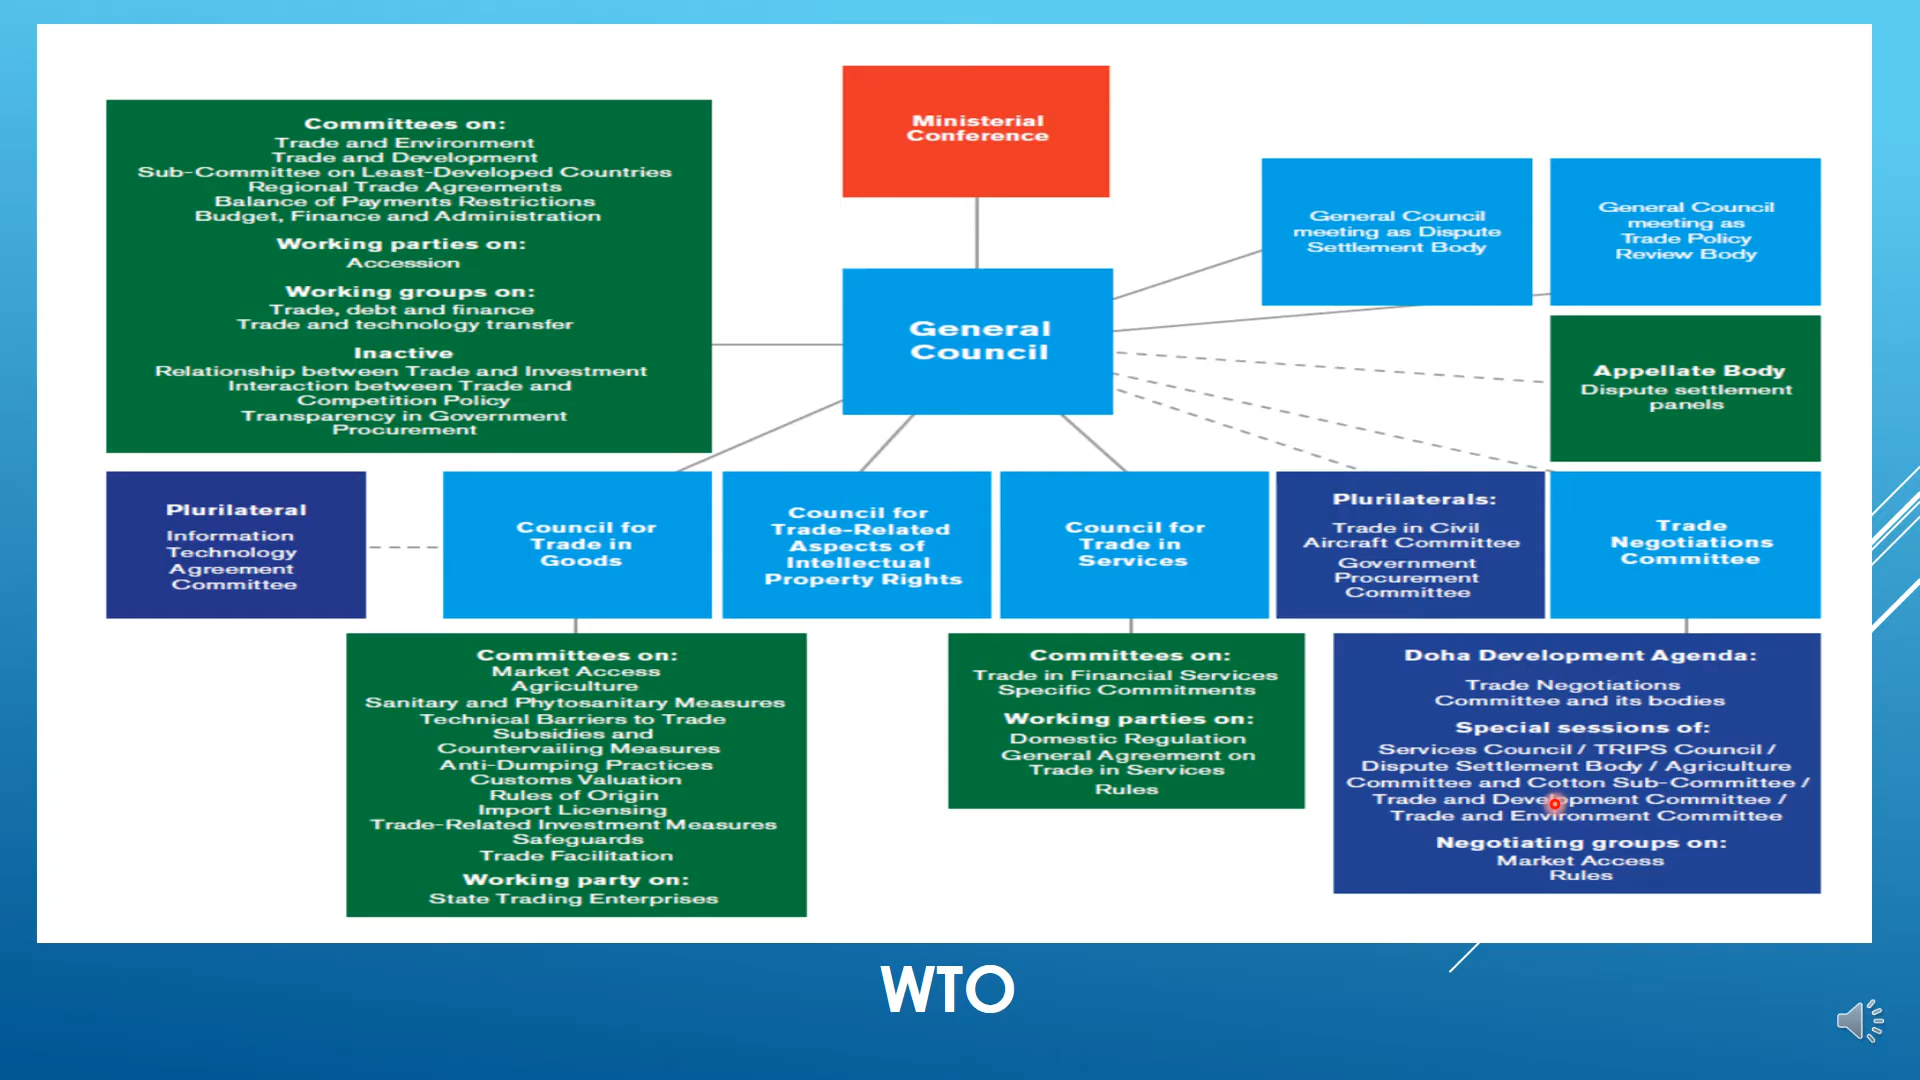 Ministerial
Conference
Committees on:
Trade and Environment
Trade and Development
Sub-Committee on Least-Developed Countries
Regional Trade Agreements
Balance of Payments Restrictions
Budget, Finance and Administration
Working parties on:
Accession
Working groups on:
Trade, debt and finance
Trade and technology transfer
Inactive
Relationship between Trade and Investment
Interaction between Trade and
Competition Policy
Transparency in Government
Procurement
General
Council
General Council
meeting as Dispute
Settlement Body
General Council
meeting as
Trade Policy
Review Body
Appellate Body
Dispute settlement
panels
Plurilateral
Information
Technology
Agreement
Committee
Council for
Trade in
Goods
Council for
Trade-Related
Aspects of
Intellectual
Property Rights
Council for
Trade in
Services
Plurilaterals:
Trade in Civil
Aircraft Committee
Government
Procurement
Committee
Trade
Negotiations
Committee
Committees on:
Market Access
Agriculture
Sanitary and Phytosanitary Measures
Technical Barriers to Trade
Subsidies and
Countervailing Measures
Anti-Dumping Practices
Customs Valuation
Rules of Origin
Import Licensing
Trade-Related Investment Measures
Safeguards
Trade Facilitation
Working party on:
State Trading Enterprises
Committees on:
Trade in Financial Services
Specific Commitments
Working parties on:
Domestic Regulation
General Agreement on
Trade in Services
Rules
Doha Development Agenda:
Trade Negotiations
Committee and its bodies
Special sessions of:
Services Council / TRIPS Council /
Dispute Settlement Body / Agriculture
Committee and Cotton Sub-Committee /
Trade and Development Committee /
Trade and Environment Committee
Negotiating groups on:
Market Access
Rules
WTO